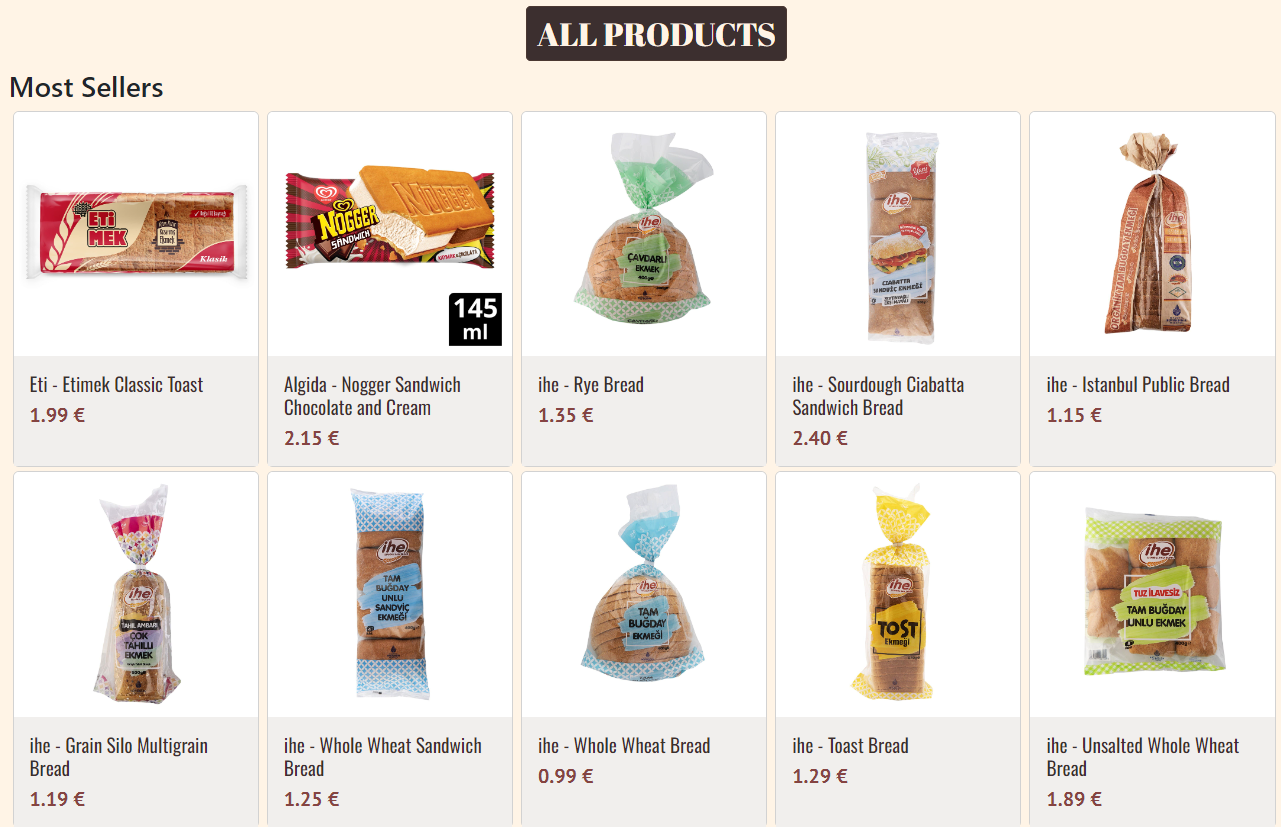 ALL PRODUCTS
Most Sellers
ETİ
MEK
Klasik
NOGGER
SANDWICH
NOGGER
145
ml
ihe
ÇAVDARLI
EKMEK
ihe
CIABATTA
ihe
ORGANİK TAM BUĞDAY EKMEĞİ
Eti - Etimek Classic Toast
1.99 €
Algida - Nogger Sandwich
Chocolate and Cream
2.15 €
ihe - Rye Bread
1.35 €
ihe - Sourdough Ciabatta
Sandwich Bread
2.40 €
ihe - Istanbul Public Bread
1.15 €
ihe
TAHIL AMBARI
ÇOK
TAHILLI
EKMEK
ihe
TAM
BUĞDAY
UNLU
SANDVİÇ
EKMEĞİ
ihe
TAM
BUĞDAY
EKMEĞİ
ihe
TOST
Ekmeği
ihe
TUZ İLAVESİZ
TAM BUĞDAY
UNLU EKMEK
ihe - Grain Silo Multigrain
Bread
1.19 €
ihe - Whole Wheat Sandwich
Bread
1.25 €
ihe - Whole Wheat Bread
0.99 €
ihe - Toast Bread
1.29 €
ihe - Unsalted Whole Wheat
Bread
1.89 €